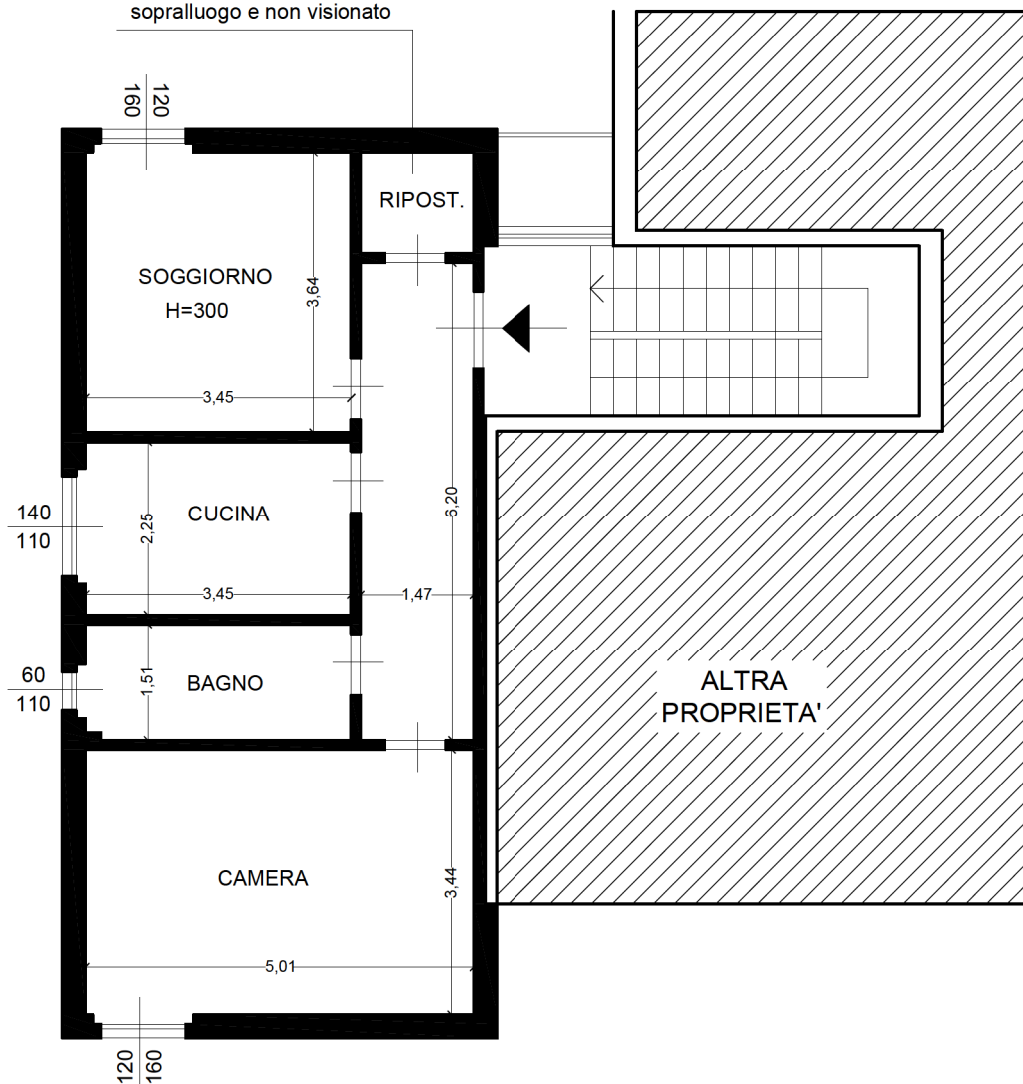 sopralluogo e non visionato
160 120
RIPOST.
SOGGIORNO
H=300
3,64
3,45
140
110
CUCINA
2,25
3,45
6,20
1,47
60
110
BAGNO
1,51
ALTRA
PROPRIETA'
CAMERA
3,44
5,01
120 160